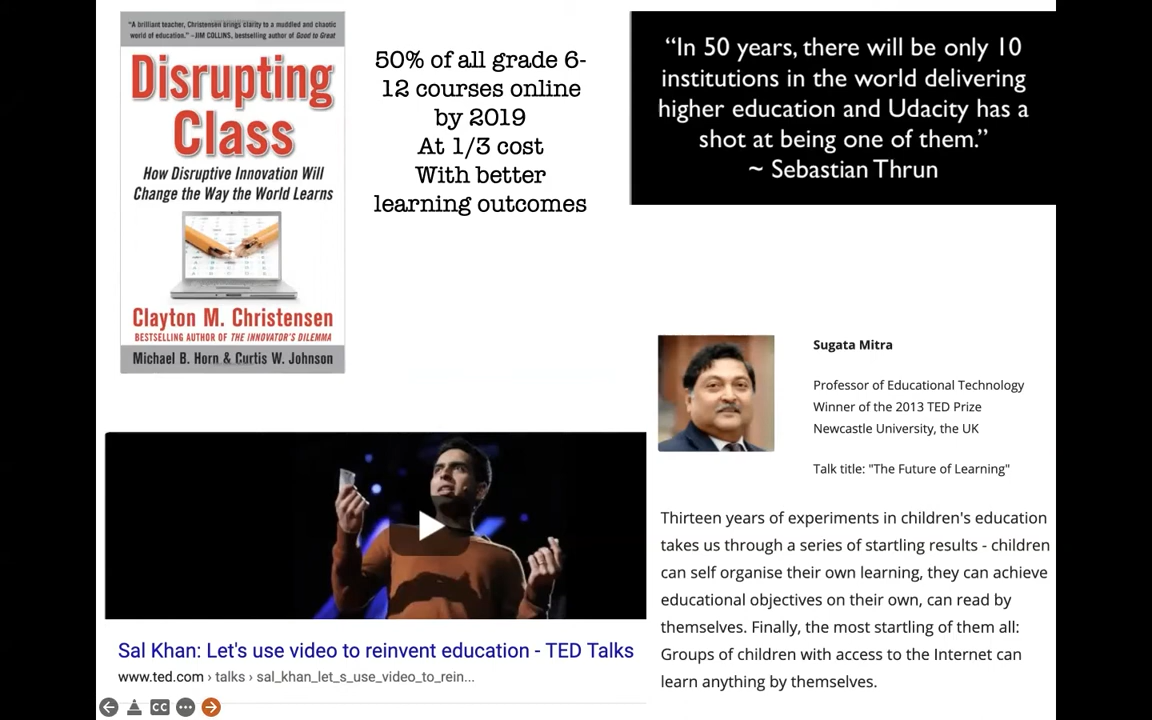 “A brilliant teacher, Christensen brings clarity to a muddled and chaotic
world of education.” –JIM COLLINS, bestselling author of Good to Great
Disrupting
Class
How Disruptive Innovation Will
Change the Way the World Learns
Clayton M. Christensen
BESTSELLING AUTHOR OF THE INNOVATOR'S DILEMMA
Michael B. Horn & Curtis W. Johnson
50% of all grade 6-
12 courses online
by 2019
At 1/3 cost
With better
learning outcomes
“In 50 years, there will be only 10
institutions in the world delivering
higher education and Udacity has a
shot at being one of them.”
~ Sebastian Thrun
Sugata Mitra
Professor of Educational Technology
Winner of the 2013 TED Prize
Newcastle University, the UK
Talk title: "The Future of Learning"
Thirteen years of experiments in children's education
takes us through a series of startling results - children
can self organise their own learning, they can achieve
educational objectives on their own, can read by
themselves. Finally, the most startling of them all:
Groups of children with access to the Internet can
learn anything by themselves.
Sal Khan: Let's use video to reinvent education - TED Talks
www.ted.com › talks › sal_khan_let_s_use_video_to_rein...
CC